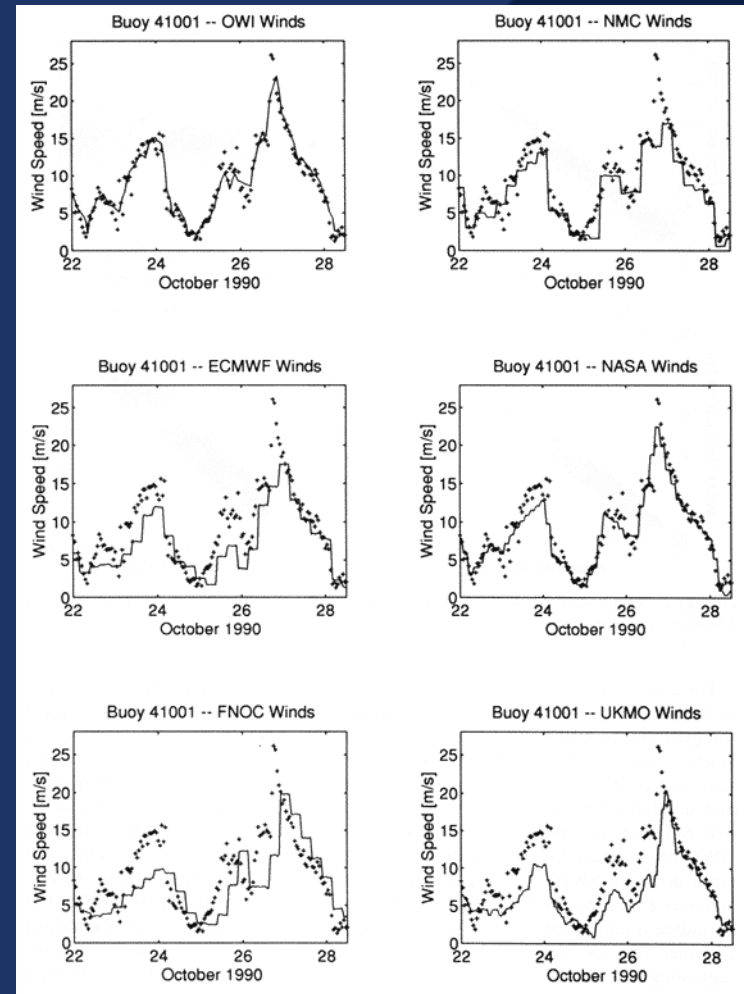 Buoy 41001 -- OWI Winds
Wind Speed [m/s]
25
20
15
10
5
0
22 24 26 28
October 1990
Buoy 41001 -- NMC Winds
Wind Speed [m/s]
25
20
15
10
5
0
22 24 26 28
October 1990
Buoy 41001 -- ECMWF Winds
Wind Speed [m/s]
25
20
15
10
5
0
22 24 26 28
October 1990
Buoy 41001 -- NASA Winds
Wind Speed [m/s]
25
20
15
10
5
0
22 24 26 28
October 1990
Buoy 41001 -- FNOC Winds
Wind Speed [m/s]
25
20
15
10
5
0
22 24 26 28
October 1990
Buoy 41001 -- UKMO Winds
Wind Speed [m/s]
25
20
15
10
5
0
22 24 26 28
October 1990